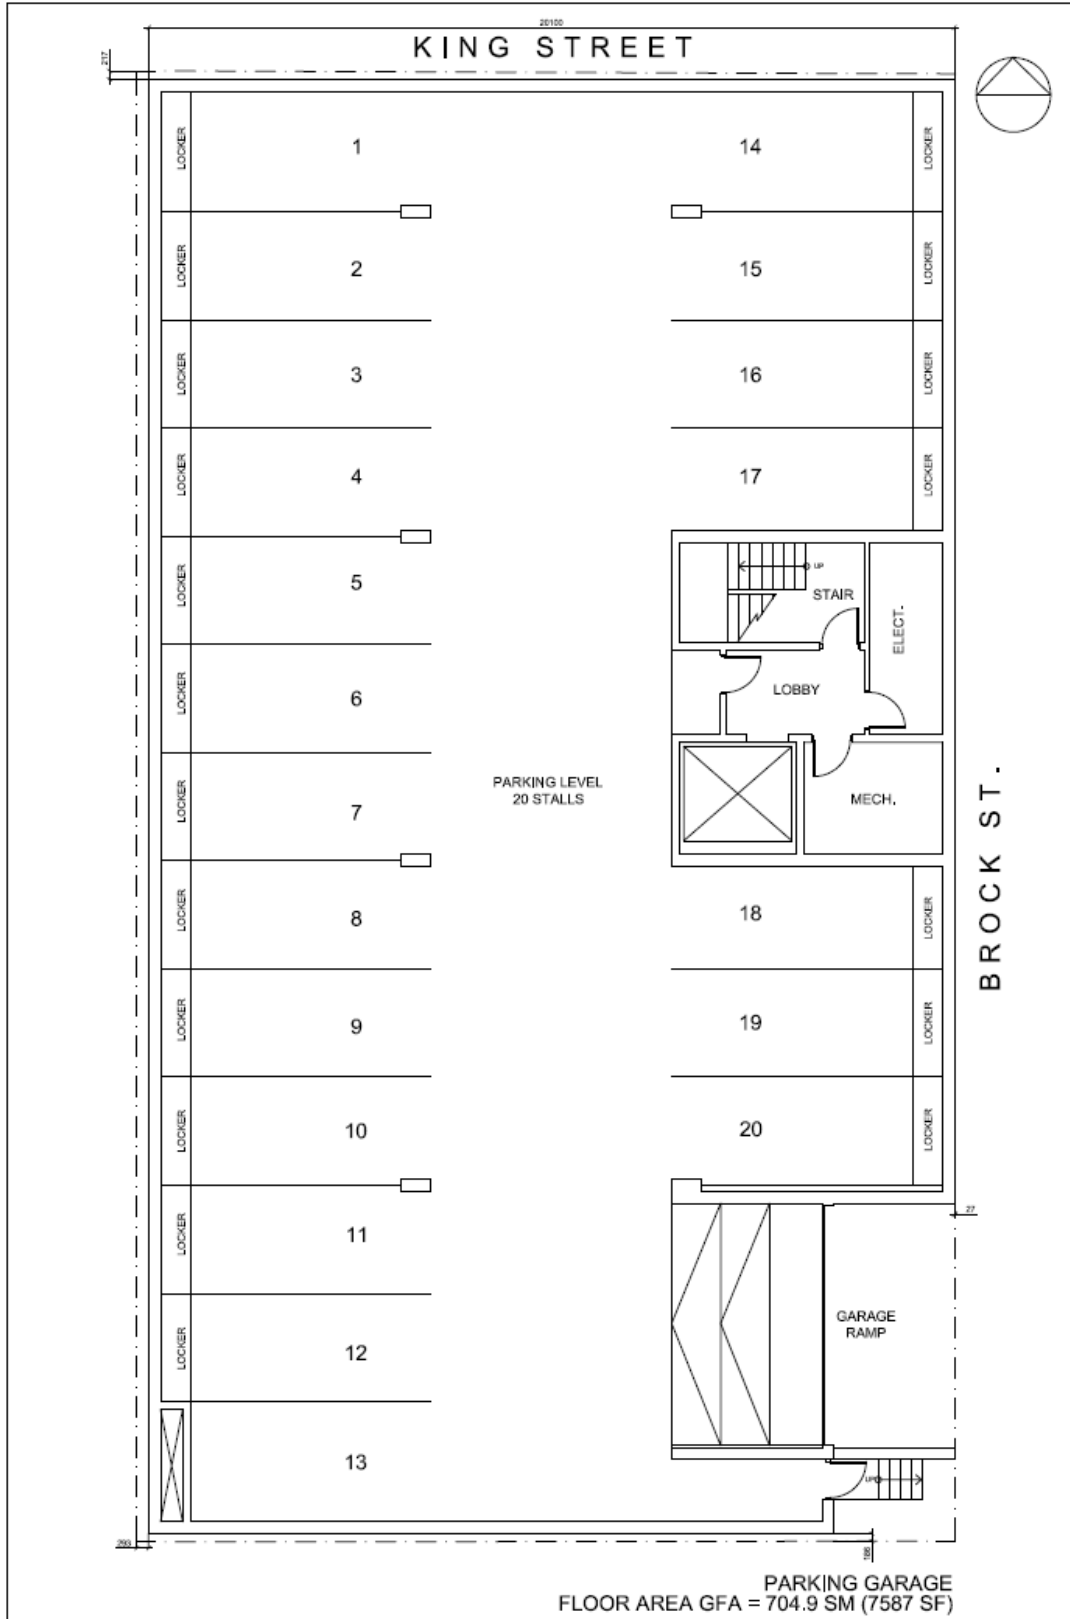 20100
KING STREET
217
LOCKER 1 14 LOCKER
LOCKER 2 15 LOCKER
LOCKER 3 16 LOCKER
LOCKER 4 17 LOCKER
LOCKER 5
UP
STAIR
ELECT.
LOCKER 6
LOBBY
PARKING LEVEL
20 STALLS
LOCKER 7
MECH.
BROCK ST.
LOCKER 8 18 LOCKER
LOCKER 9 19 LOCKER
LOCKER 10 20 LOCKER
27
LOCKER 11
GARAGE
RAMP
LOCKER 12
13
UP
293
186
PARKING GARAGE
FLOOR AREA GFA = 704.9 SM (7587 SF)